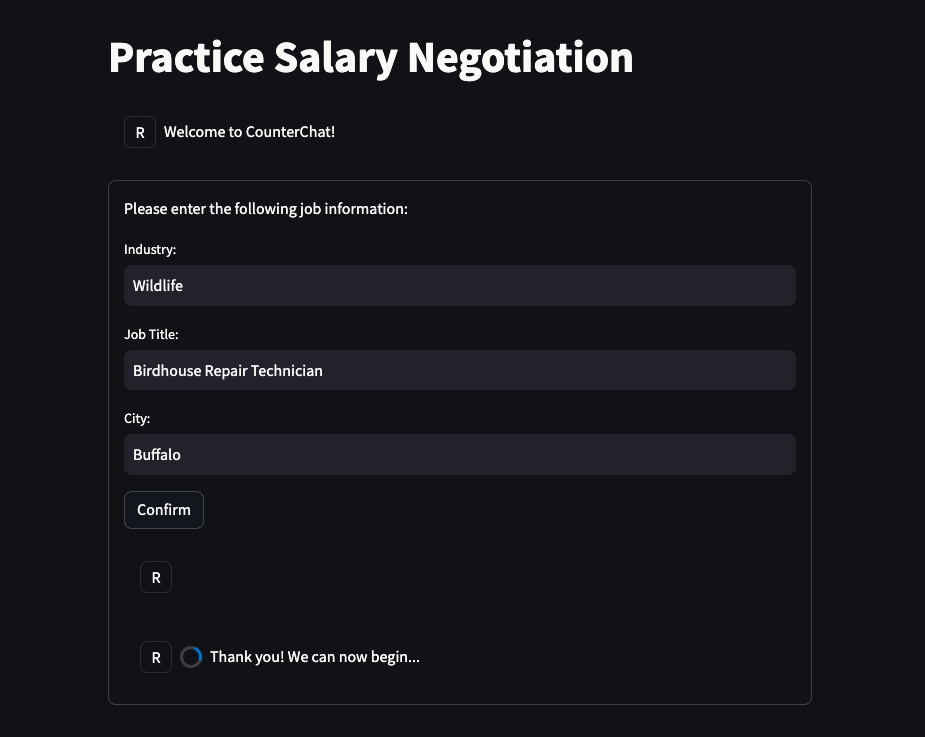 Practice Salary Negotiation
R Welcome to CounterChat!
Please enter the following job information:
Industry:
Wildlife
Job Title:
Birdhouse Repair Technician
City:
Buffalo
Confirm
R
R Thank you! We can now begin...